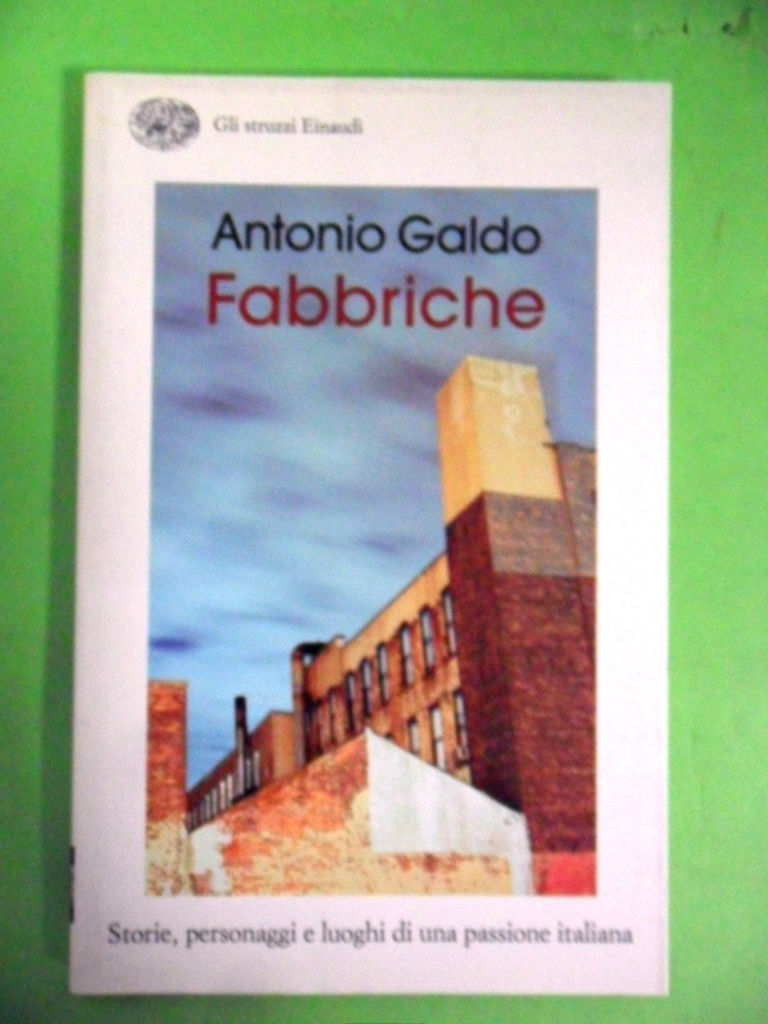 Gli struzzi Einaudi
Antonio Galdo
Fabbriche
Storie, personaggi e luoghi di una passione italiana